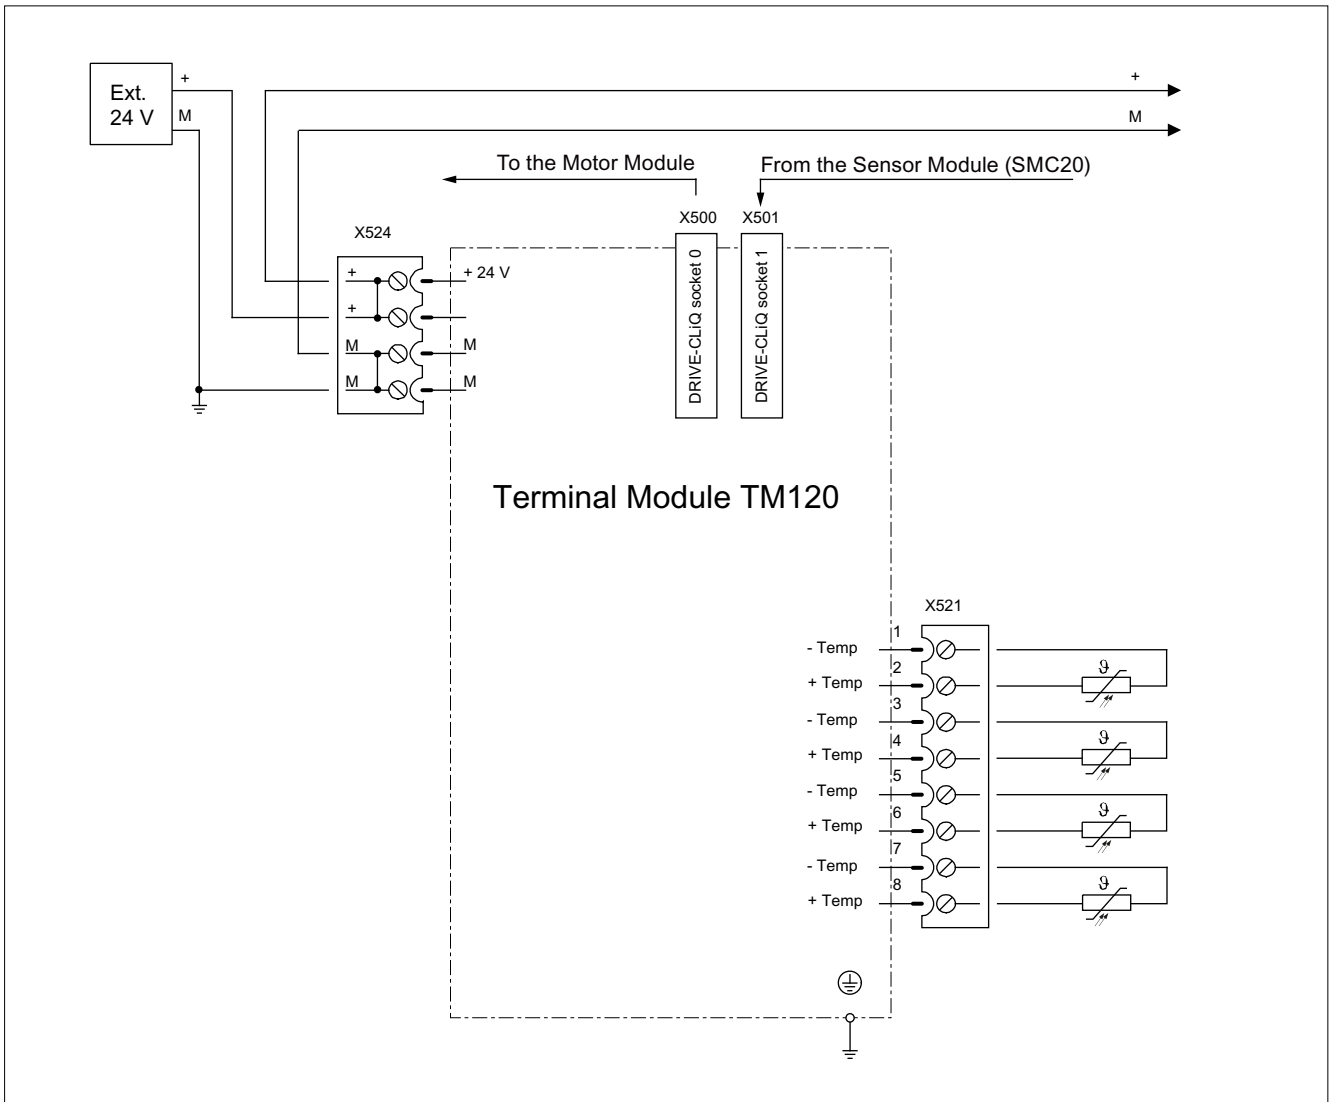 Ext.
24 V
+
M
+
M
To the Motor Module
From the Sensor Module (SMC20)
X500
X501
X524
DRIVE-CLiQ socket 0
DRIVE-CLiQ socket 1
+
+ 24 V
+
M
M
M
M
Terminal Module TM120
X521
- Temp
1
+ Temp
2
- Temp
3
+ Temp
4
- Temp
5
+ Temp
6
- Temp
7
+ Temp
8
ϑ
ϑ
ϑ
ϑ